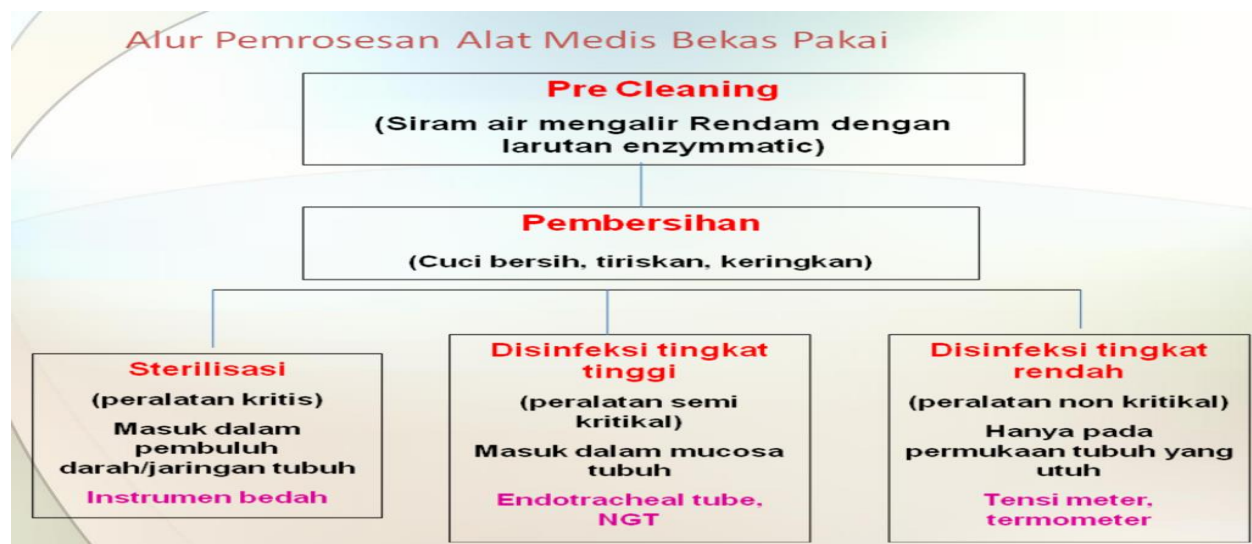 Alur Pemrosesan Alat Medis Bekas Pakai
Pre Cleaning
(Siram air mengalir Rendam dengan
larutan enzymmatic)
Pembersihan
(Cuci bersih, tiriskan, keringkan)
Sterilisasi
(peralatan kritis)
Masuk dalam
pembuluh
darah/jaringan tubuh
Instrumen bedah
Disinfeksi tingkat
tinggi
(peralatan semi
kritikal)
Masuk dalam mucosa
tubuh
Endotracheal tube,
NGT
Disinfeksi tingkat
rendah
(peralatan non kritikal)
Hanya pada
permukaan tubuh yang
utuh
Tensi meter,
termometer